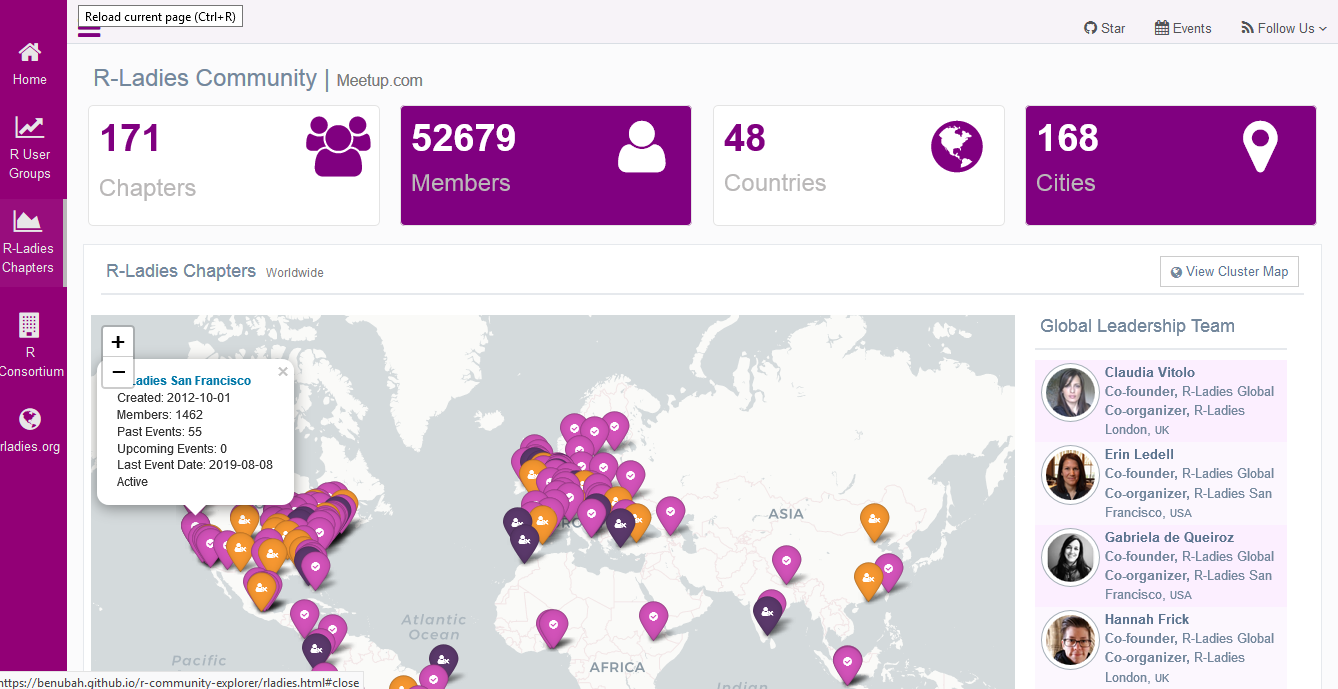 Reload current page (Ctrl+R)
Star
Events
Follow Us
Home
R User
Groups
R-Ladies
Chapters
R
Consortium
rladies.org
R-Ladies Community | Meetup.com
171
Chapters
52679
Members
48
Countries
168
Cities
R-Ladies Chapters Worldwide
View Cluster Map
+
−
Ladies San Francisco
×
Created: 2012-10-01
Members: 1462
Past Events: 55
Upcoming Events: 0
Last Event Date: 2019-08-08
Active
ASIA
Atlantic
Ocean
Pacific
AFRICA
Indian
Global Leadership Team
Claudia Vitolo
Co-founder, R-Ladies Global
Co-organizer, R-Ladies
London, UK
Erin Ledell
Co-founder, R-Ladies Global
Co-organizer, R-Ladies San
Francisco, USA
Gabriela de Queiroz
Co-founder, R-Ladies Global
Co-organizer, R-Ladies San
Francisco, USA
Hannah Frick
Co-founder, R-Ladies Global
Co-organizer, R-Ladies
London, UK
https://benubah.github.io/r-community-explorer/rladies.html#close